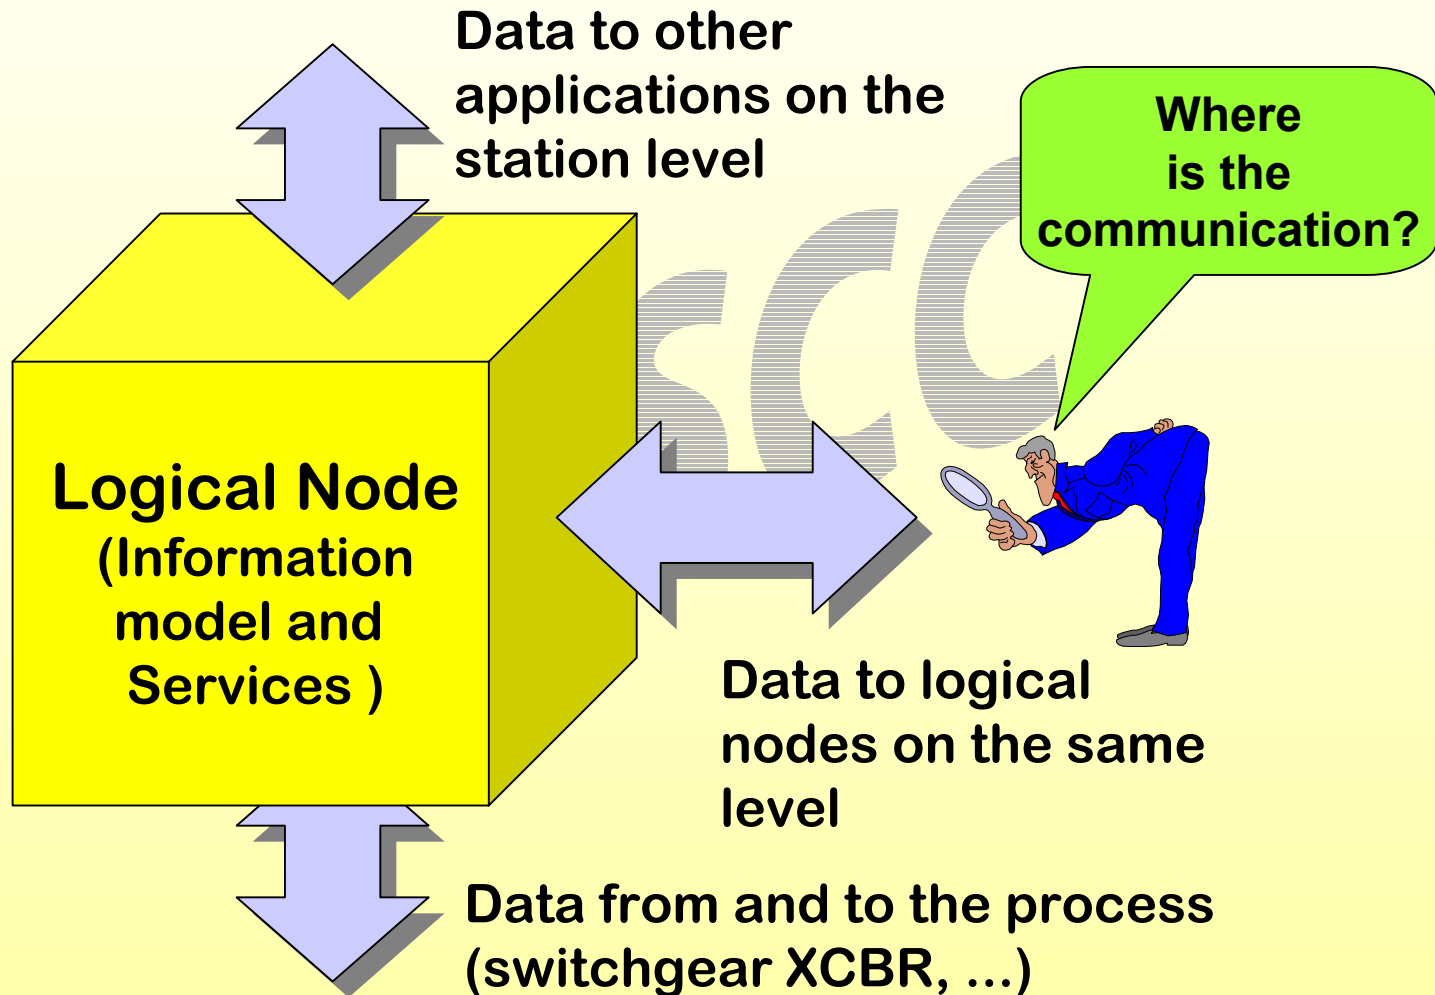 Data to other
applications on the
station level
Where
is the
communication?
SCC
Logical Node
(Information
model and
Services )
Data to logical
nodes on the same
level
Data from and to the process
(switchgear XCBR, ...)